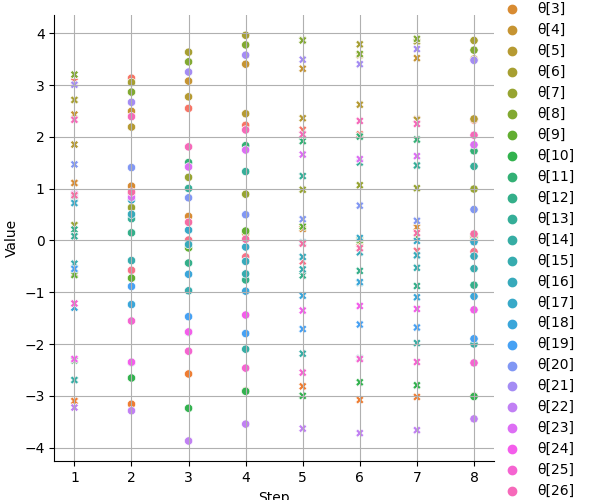 4
3
2
1
0
−1
−2
−3
−4
Value
1
2
3
4
5
6
7
8
Step
θ[3]
θ[4]
θ[5]
θ[6]
θ[7]
θ[8]
θ[9]
θ[10]
θ[11]
θ[12]
θ[13]
θ[14]
θ[15]
θ[16]
θ[17]
θ[18]
θ[19]
θ[20]
θ[21]
θ[22]
θ[23]
θ[24]
θ[25]
θ[26]